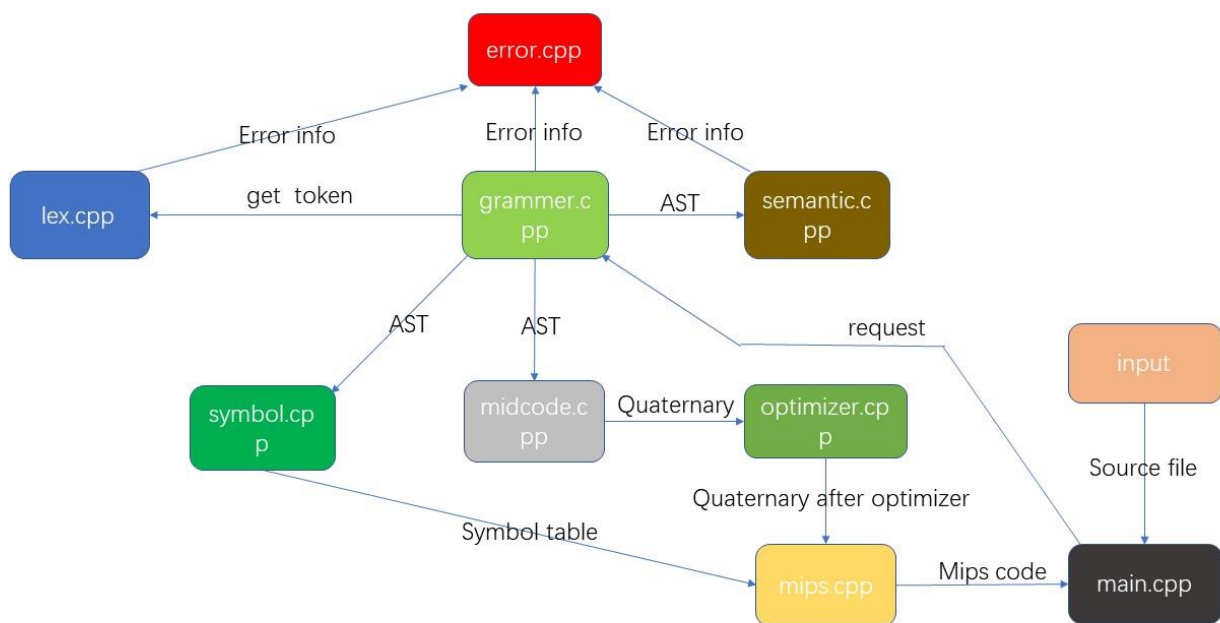 error.cpp
Error info
Error info
Error info
lex.cpp
get token
grammer.c
pp
AST
semantic.c
pp
AST
AST
request
input
symbol.cp
p
midcode.c
pp
Quaternary
optimizer.cp
p
Source file
Quaternary after optimizer
Symbol table
mips.cpp
Mips code
main.cpp